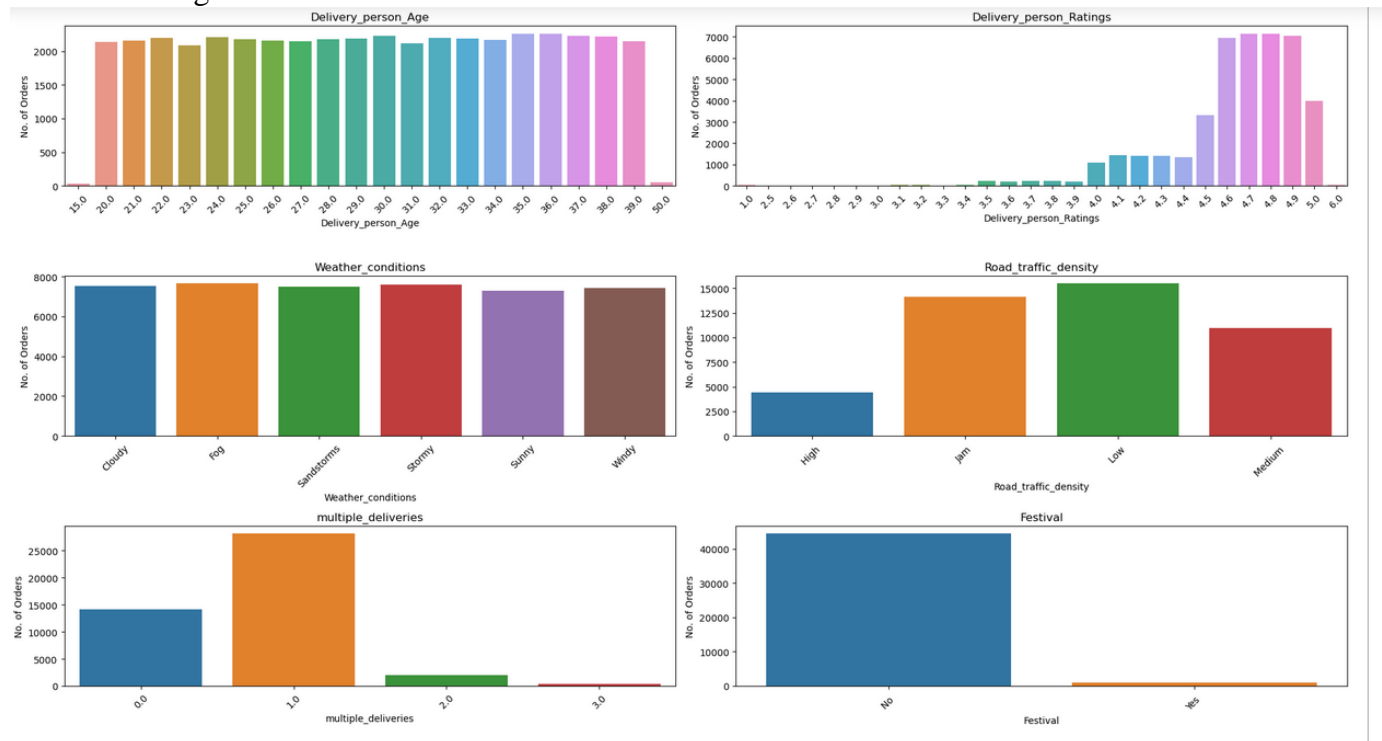 Delivery_person_Age
No. of Orders
2000
1500
1000
500
0
15.0 20.0 21.0 22.0 23.0 24.0 25.0 26.0 27.0 28.0 29.0 30.0 31.0 32.0 33.0 34.0 35.0 36.0 37.0 38.0 39.0 50.0
Delivery_person_Age
Delivery_person_Ratings
No. of Orders
7000
6000
5000
4000
3000
2000
1000
0
1.0 2.5 2.6 2.7 2.8 2.9 3.0 3.1 3.2 3.3 3.4 3.5 3.6 3.7 3.8 3.9 4.0 4.1 4.2 4.3 4.4 4.5 4.6 4.7 4.8 4.9 5.0 6.0
Delivery_person_Ratings
Weather_conditions
No. of Orders
8000
6000
4000
2000
0
Cloudy Fog Sandstorms Stormy Sunny Windy
Weather_conditions
Road_traffic_density
No. of Orders
15000
12500
10000
7500
5000
2500
0
High Jam Low Medium
Road_traffic_density
multiple_deliveries
No. of Orders
25000
20000
15000
10000
5000
0
0.0 1.0 2.0 3.0
multiple_deliveries
Festival
No. of Orders
40000
30000
20000
10000
0
No Yes
Festival